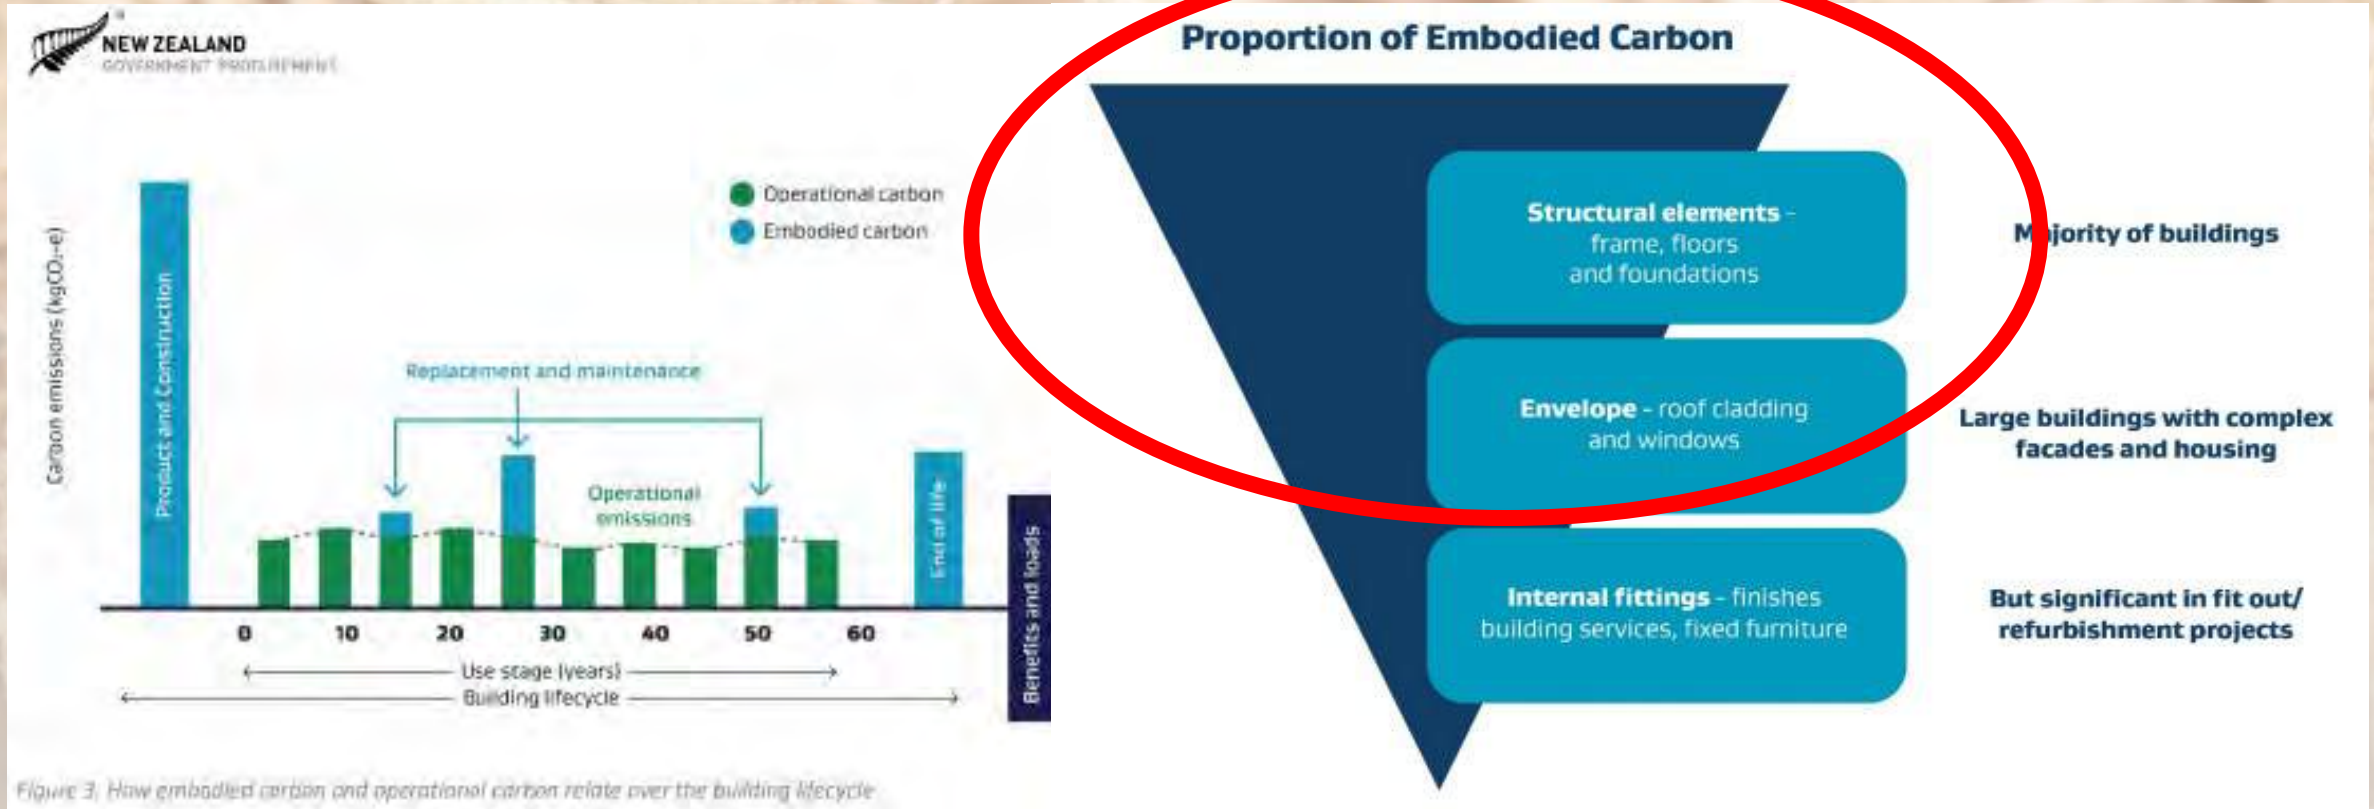 NEW ZEALAND
GOVERNMENT PROCUREMENT
Carbon emissions (kgCO₂-e)
Product and Construction
Operational carbon
Embodied carbon
Replacement and maintenance
Operational
emissions
End of life
Benefits and loads
0 10 20 30 40 50 60
Use stage (years)
Building lifecycle
Figure 3. How embodied carbon and operational carbon relate over the building lifecycle
Proportion of Embodied Carbon
Structural elements -
frame, floors
and foundations
Majority of buildings
Envelope - roof cladding
and windows
Large buildings with complex
facades and housing
Internal fittings - finishes
building services, fixed furniture
But significant in fit out/
refurbishment projects